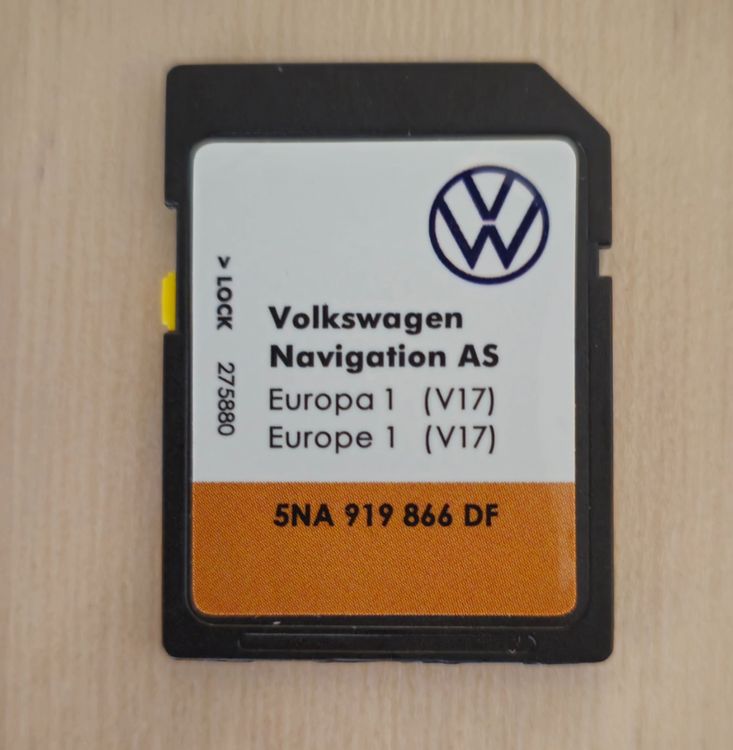 > LOCK 275880
Volkswagen
Navigation AS
Europa 1 (V17)
Europe 1 (V17)
5NA 919 866 DF